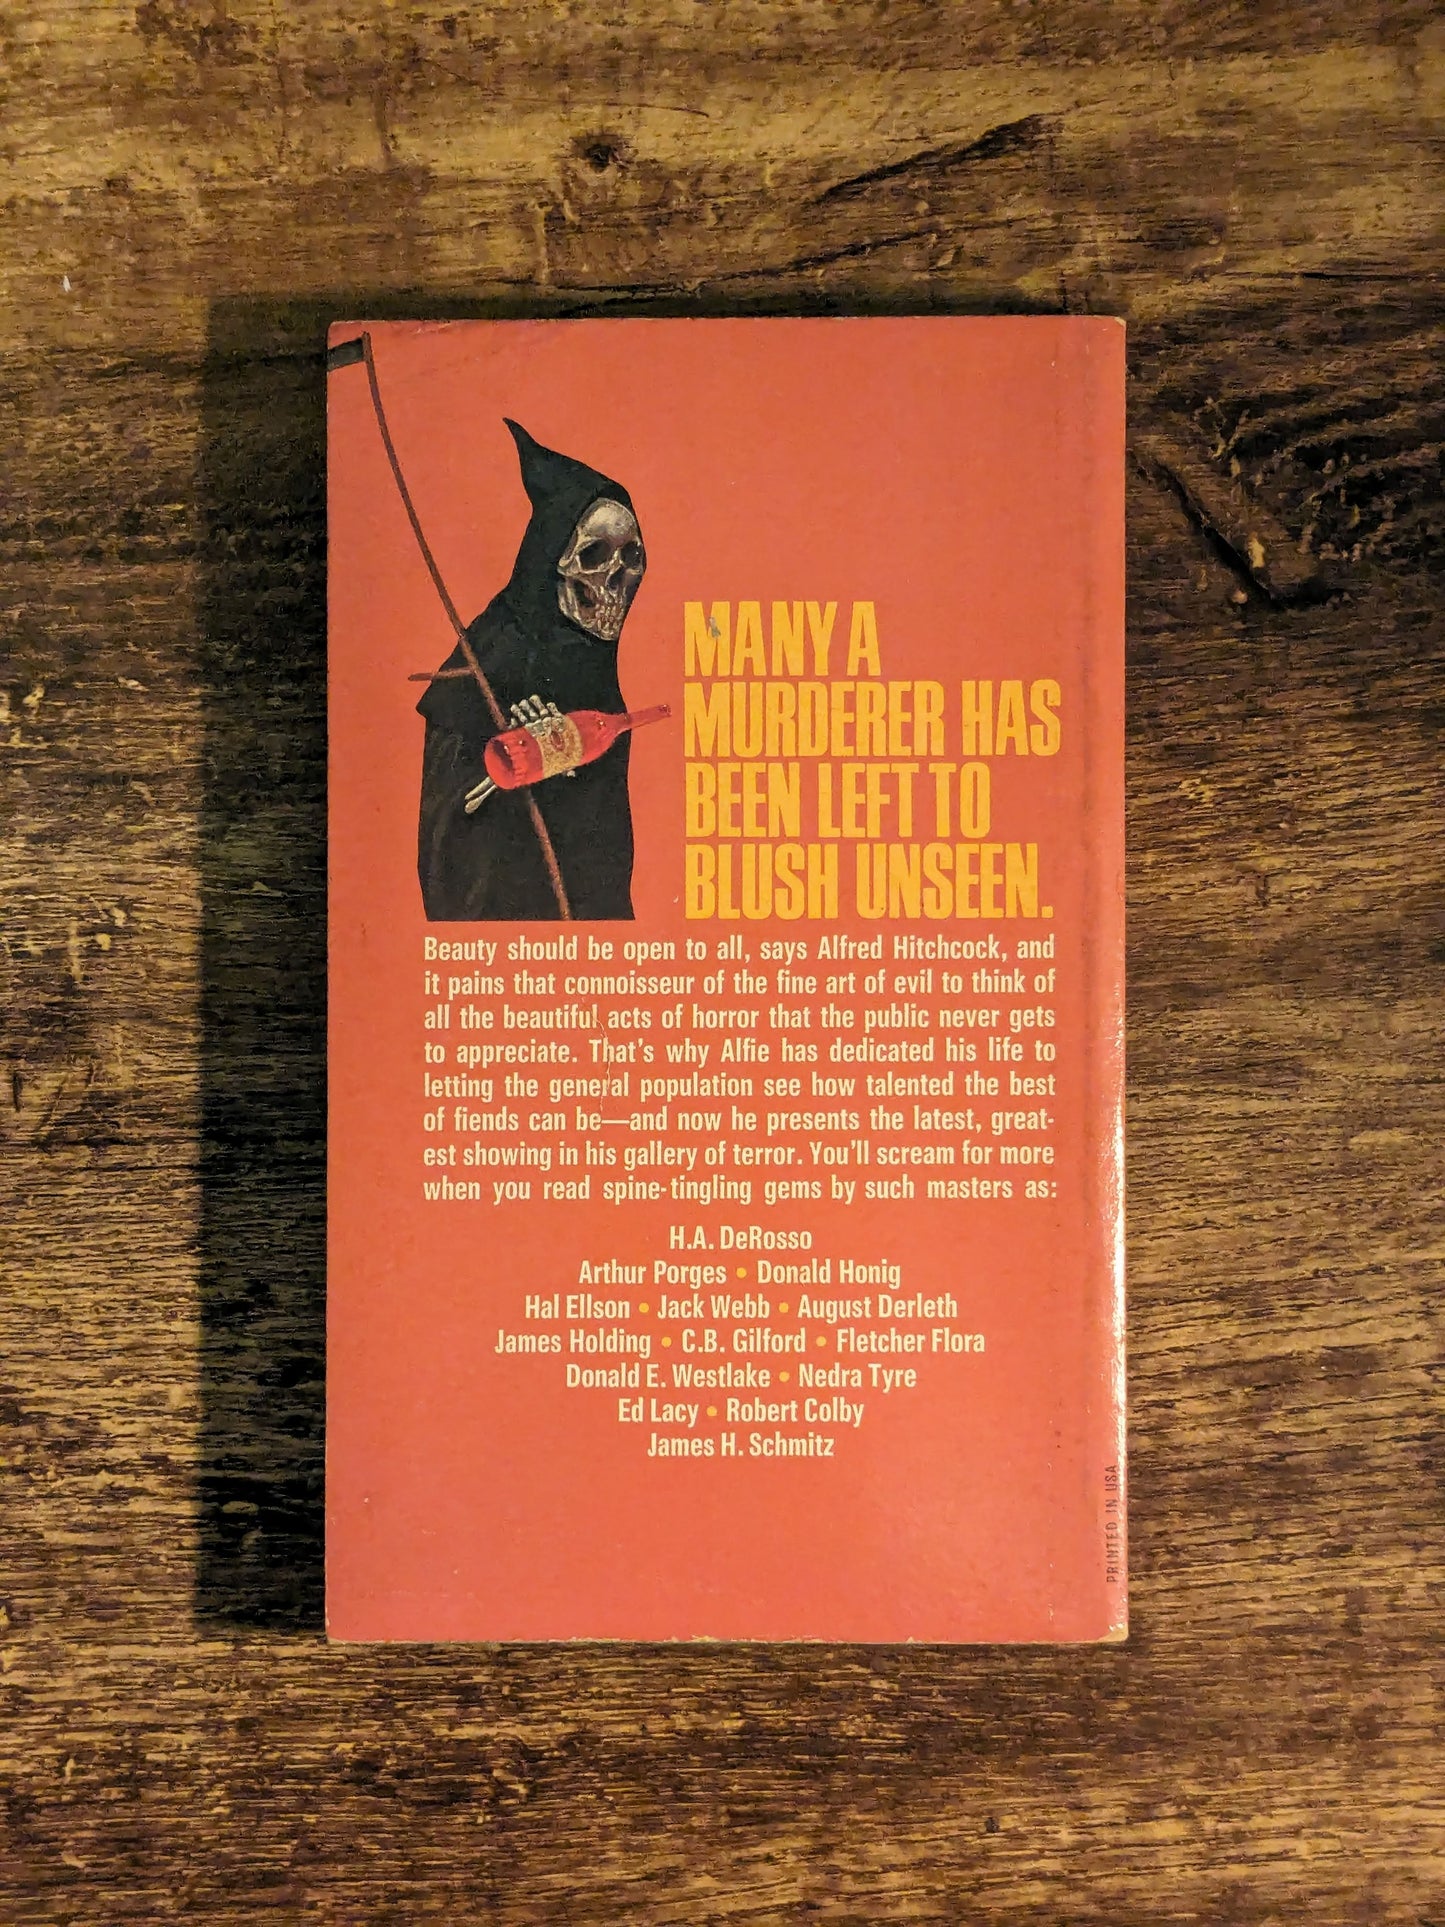 MANY A
MURDERER HAS
BEEN LEFT TO
BLUSH UNSEEN.
Beauty should be open to all, says Alfred Hitchcock, and
it pains that connoisseur of the fine art of evil to think of
all the beautiful acts of horror that the public never gets
to appreciate. That's why Alfie has dedicated his life to
letting the general population see how talented the best
of fiends can be—and now he presents the latest, great-
est showing in his gallery of terror. You'll scream for more
when you read spine-tingling gems by such masters as:
H.A. DeRosso
Arthur Porges • Donald Honig
Hal Ellson • Jack Webb • August Derleth
James Holding • C.B. Gilford • Fletcher Flora
Donald E. Westlake • Nedra Tyre
Ed Lacy • Robert Colby
James H. Schmitz
PRINTED IN USA